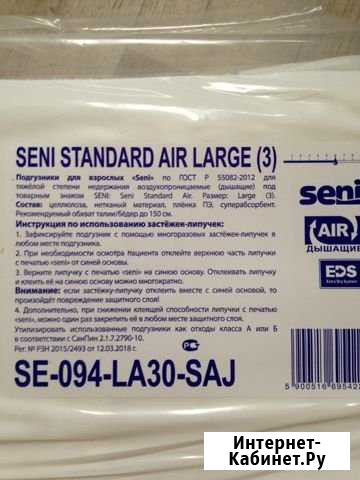 SENI STANDARD AIR LARGE (3)
Подгузники для взрослых «Seni» по ГОСТ Р 55082-2012 для
тяжёлой степени недержания воздухопроницаемые (дышащие) под
товарным знаком SENI: Seni Standard Air. Размер: Large (3).
Состав: целлюлоза, нетканый материал, плёнка ПЭ, суперабсорбент.
Рекомендуемый обхват талии/бёдер до 150 см.
Инструкция по использованию застёжек-липучек:
1. Зафиксируйте подгузник с помощью многоразовых застежек-липучек в
любом месте подгузника.
2. При необходимости осмотра пациента отклейте верхнюю часть липучки
с печатью «seni» от синей основы.
3. Верните липучку с печатью «seni» на синюю основу. Отклеивать липучку
и клеить её на синюю основу можно многократно.
Внимание: если застёжку-липучку отклеить вместе с синей основой, то
произойдёт повреждение защитного слоя!
4. Дополнительно, при снижении клеящей способности липучки с печатью
«seni», можно один раз закрепить её в любом месте защитного слоя.
Утилизировать использованные подгузники как отходы класса А или Б
в соответствии с СанПин 2.1.7.2790-10.
Рег. № РЗН 2015/2493 от 12.03.2018 г.
SE-094-LA30-SAJ
seni
AIR
ДЫШАЩИЕ
EDS
Extra Dry System
5 900516 69542
Интернет-
Кабинет.Ру